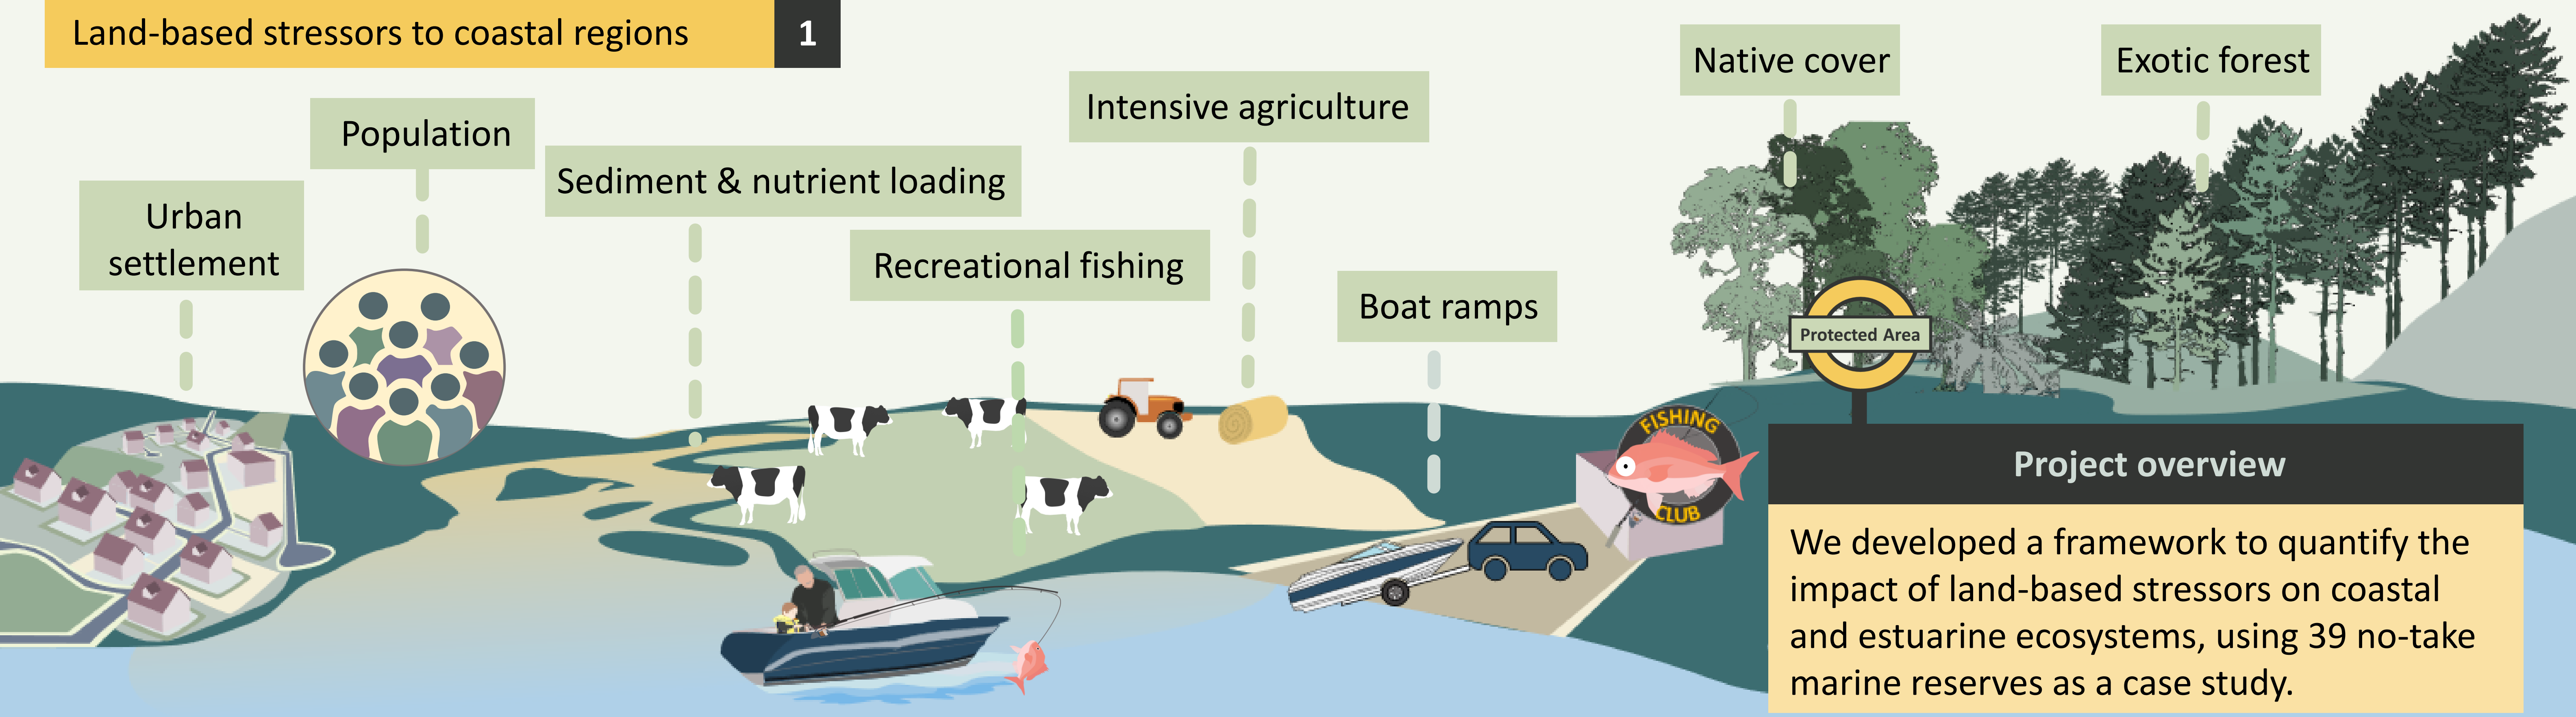 Land-based stressors to coastal regions 1
Native cover
Exotic forest
Intensive agriculture
Population
Sediment & nutrient loading
Urban
settlement
Recreational fishing
Boat ramps
Protected Area
FISHING
CLUB
Project overview
We developed a framework to quantify the
impact of land-based stressors on coastal
and estuarine ecosystems, using 39 no-take
marine reserves as a case study.